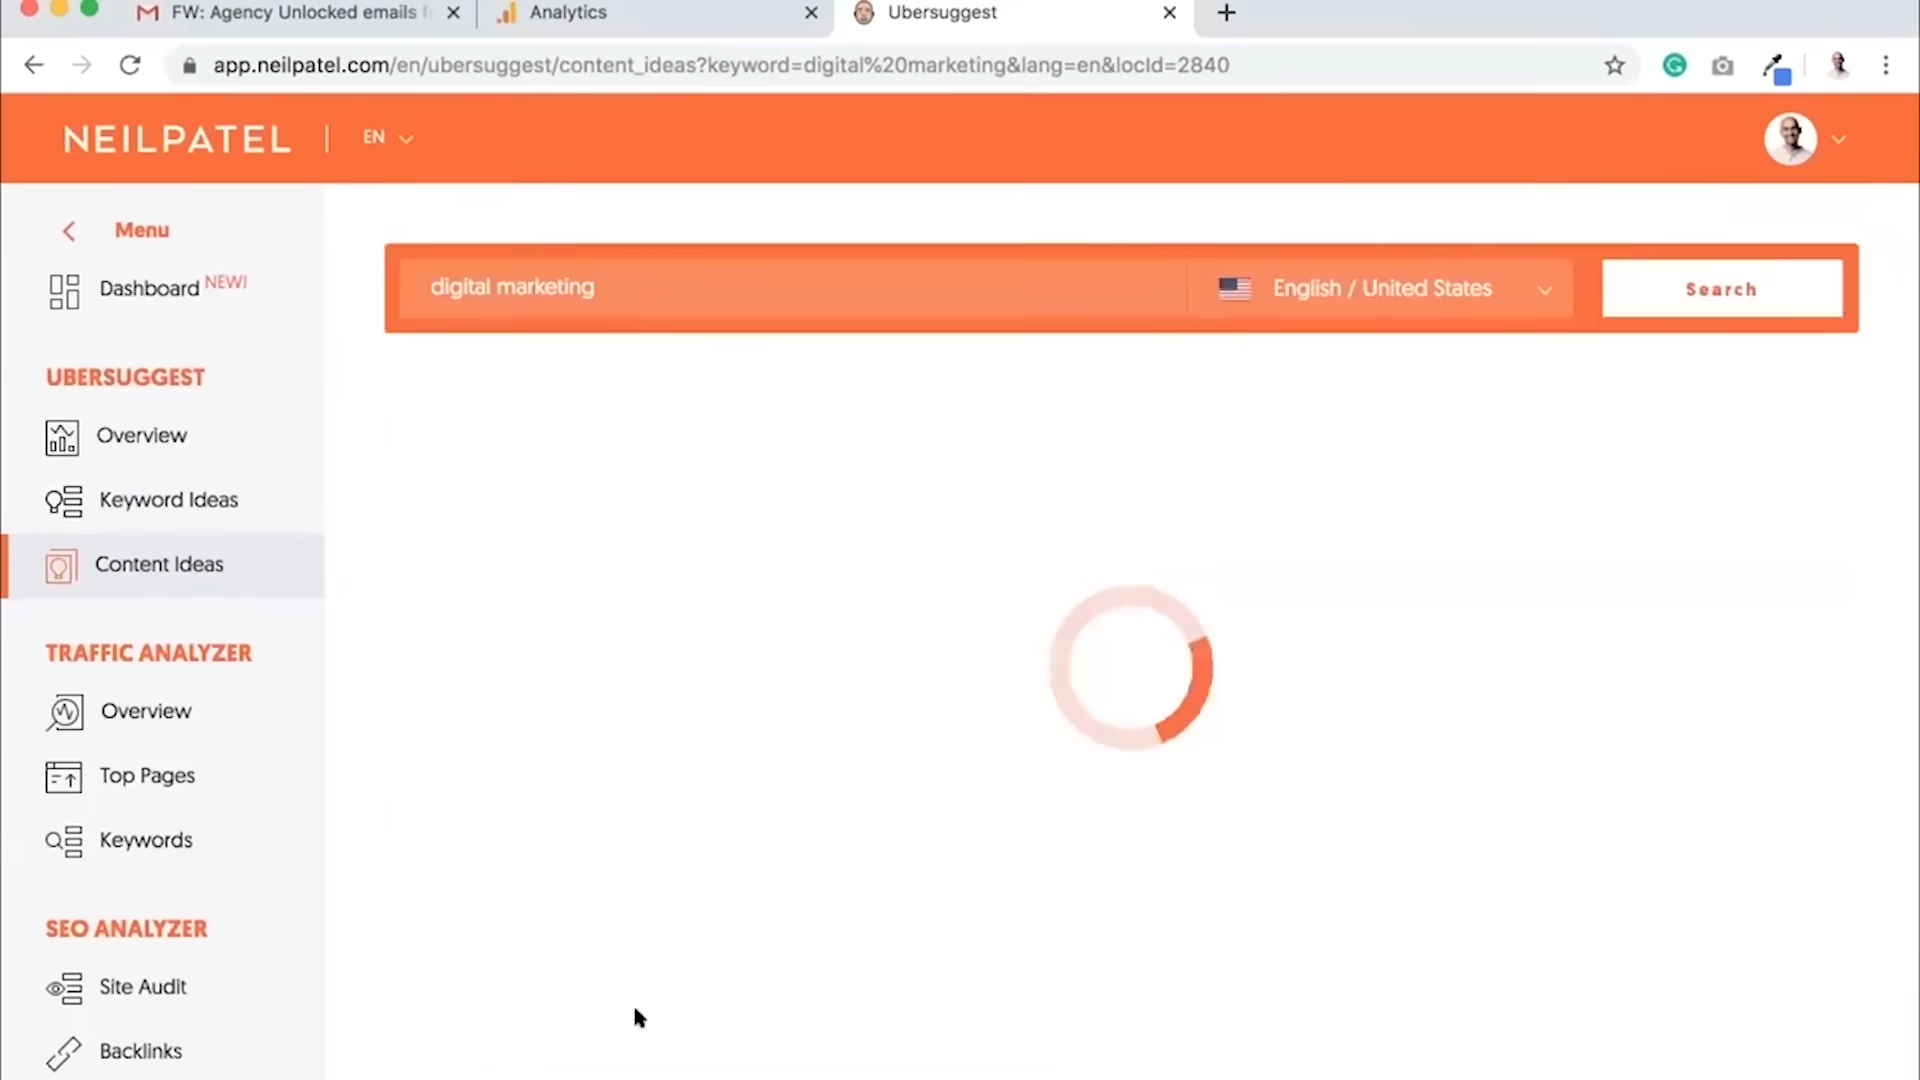 FW: Agency Unlocked emails
Analytics
Ubersuggest
app.neilpatel.com/en/ubersuggest/content_ideas?keyword=digital%20marketing&lang=en&locId=2840
NEILPATEL
EN
Menu
Dashboard NEW!
digital marketing
English / United States
Search
UBERSUGGEST
Overview
Keyword Ideas
Content Ideas
TRAFFIC ANALYZER
Overview
Top Pages
Keywords
SEO ANALYZER
Site Audit
Backlinks